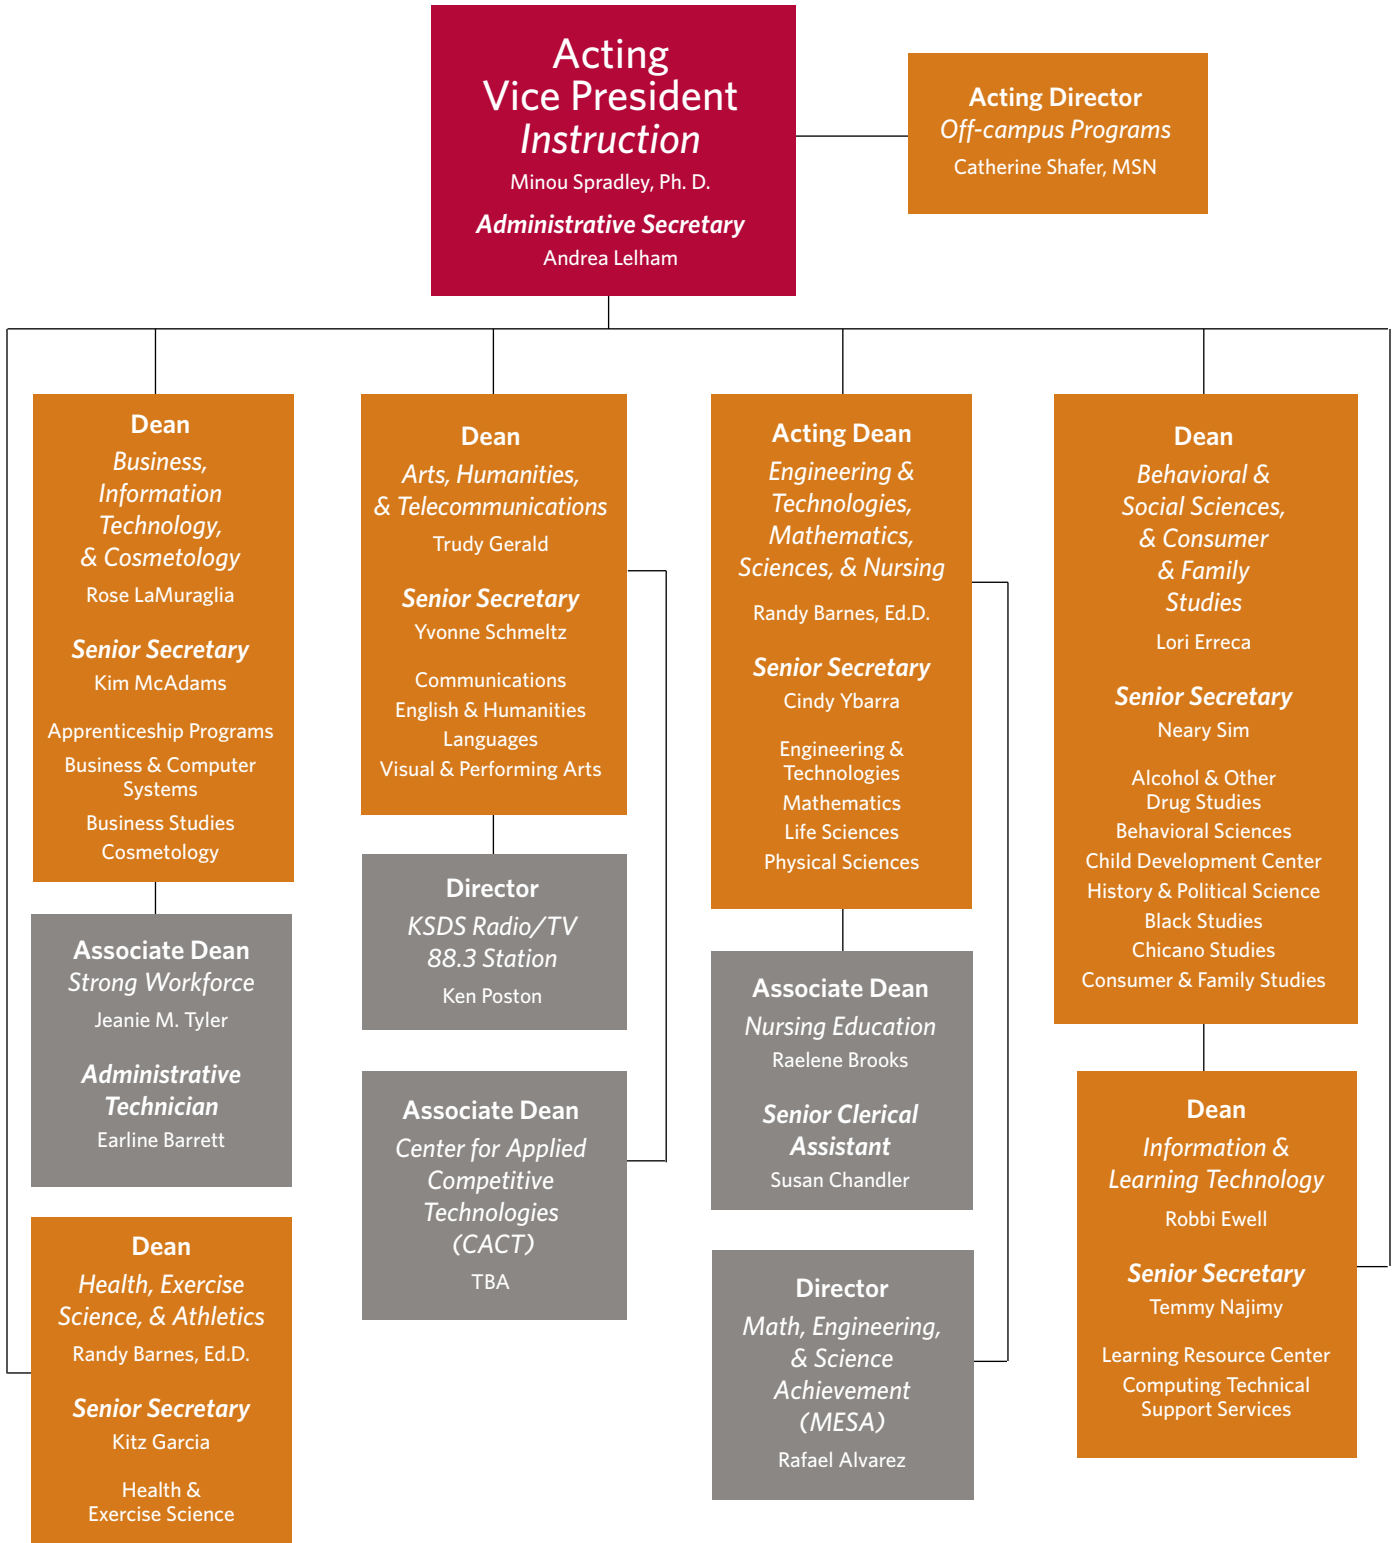 Acting
Vice President
Instruction
Minou Spradley, Ph. D.
Administrative Secretary
Andrea Lelham
Acting Director
Off-campus Programs
Catherine Shafer, MSN
Dean
Business,
Information
Technology,
& Cosmetology
Rose LaMuraglia
Senior Secretary
Kim McAdams
Apprenticeship Programs
Business & Computer
Systems
Business Studies
Cosmetology
Associate Dean
Strong Workforce
Jeanie M. Tyler
Administrative
Technician
Earline Barrett
Dean
Health, Exercise
Science, & Athletics
Randy Barnes, Ed.D.
Senior Secretary
Kitz Garcia
Health &
Exercise Science
Dean
Arts, Humanities,
& Telecommunications
Trudy Gerald
Senior Secretary
Yvonne Schmeltz
Communications
English & Humanities
Languages
Visual & Performing Arts
Director
KSDS Radio/TV
88.3 Station
Ken Poston
Associate Dean
Center for Applied
Competitive
Technologies
(CACT)
TBA
Acting Dean
Engineering &
Technologies,
Mathematics,
Sciences, & Nursing
Randy Barnes, Ed.D.
Senior Secretary
Cindy Ybarra
Engineering &
Technologies
Mathematics
Life Sciences
Physical Sciences
Associate Dean
Nursing Education
Raelene Brooks
Senior Clerical
Assistant
Susan Chandler
Director
Math, Engineering,
& Science
Achievement
(MESA)
Rafael Alvarez
Dean
Behavioral &
Social Sciences,
& Consumer
& Family
Studies
Lori Erreca
Senior Secretary
Neary Sim
Alcohol & Other
Drug Studies
Behavioral Sciences
Child Development Center
History & Political Science
Black Studies
Chicano Studies
Consumer & Family Studies
Dean
Information &
Learning Technology
Robbi Ewell
Senior Secretary
Temmy Najimy
Learning Resource Center
Computing Technical
Support Services